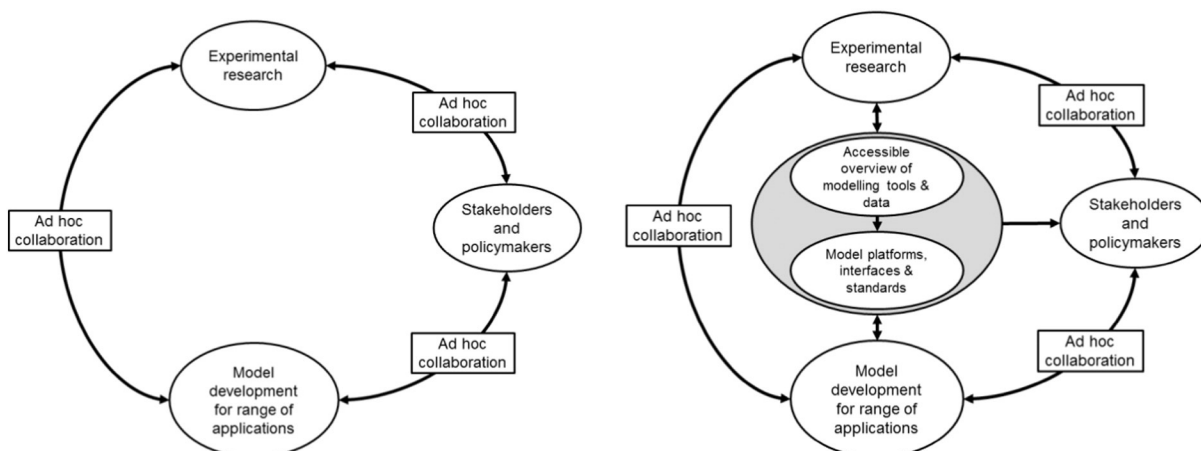 Experimental
research
Ad hoc
collaboration
Ad hoc
collaboration
Stakeholders
and
policymakers
Ad hoc
collaboration
Model
development
for range of
applications
Experimental
research
Ad hoc
collaboration
Accessible
overview of
modelling tools &
data
Ad hoc
collaboration
Stakeholders
and
policymakers
Model platforms,
interfaces &
standards
Ad hoc
collaboration
Model
development
for range of
applications